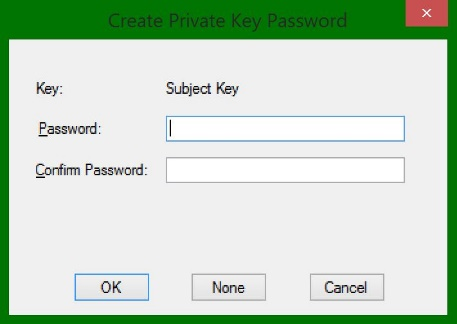 Create Private Key Password
Key: Subject Key
Password:
Confirm Password:
OK None Cancel